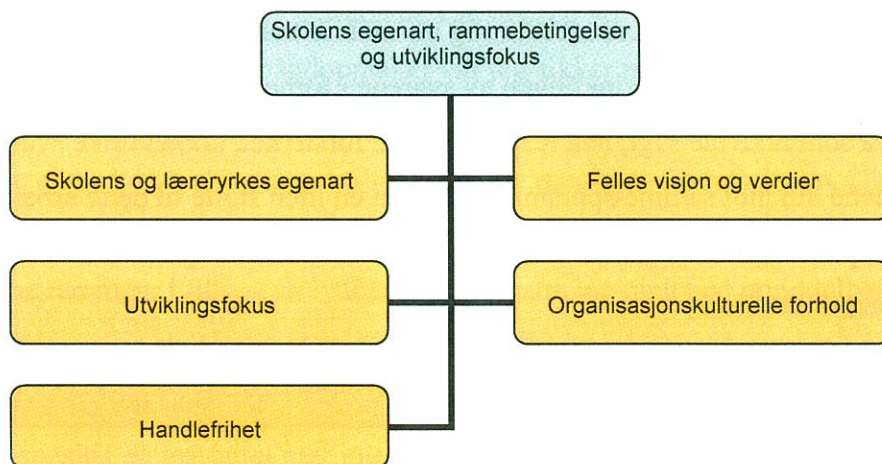 Skolens egenart, rammebetingelser
og utviklingsfokus
Skolens og læreryrkes egenart
Felles visjon og verdier
Utviklingsfokus
Organisasjonskulturelle forhold
Handlefrihet